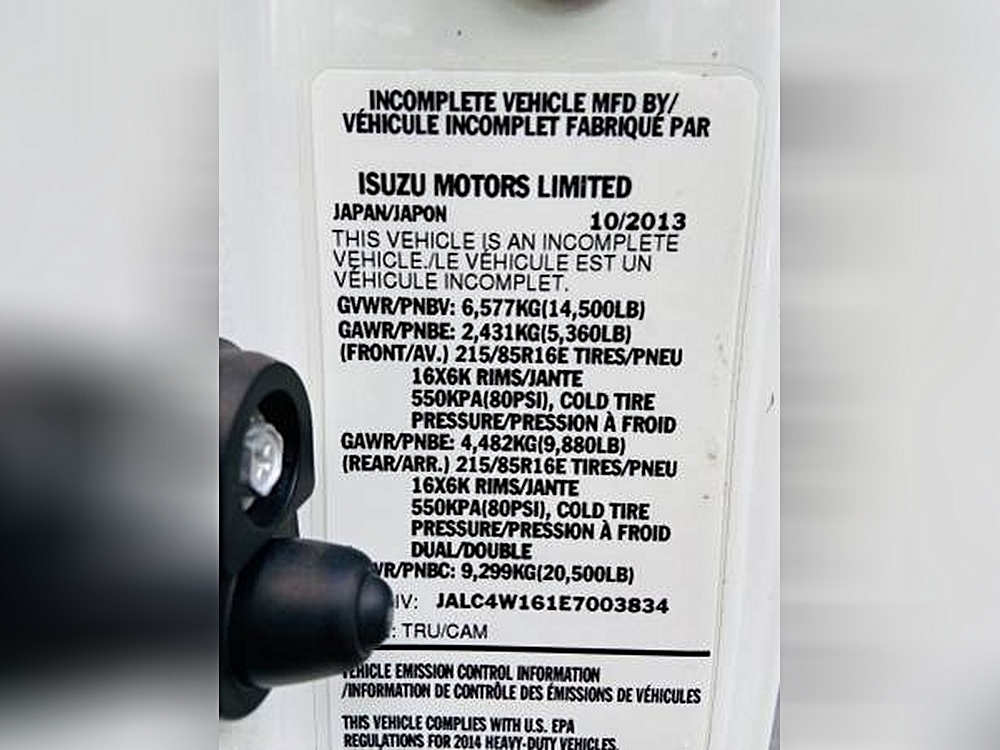 INCOMPLETE VEHICLE MFD BY/
VÉHICULE INCOMPLET FABRIQUÉ PAR
ISUZU MOTORS LIMITED
JAPAN/JAPON 10/2013
THIS VEHICLE IS AN INCOMPLETE
VEHICLE./LE VÉHICULE EST UN
VÉHICULE INCOMPLET.
GVWR/PNBV: 6,577KG(14,500LB)
GAWR/PNBE: 2,431KG(5,360LB)
(FRONT/AV.) 215/85R16E TIRES/PNEU
16X6K RIMS/JANTE
550KPA(80PSI), COLD TIRE
PRESSURE/PRESSION À FROID
GAWR/PNBE: 4,482KG(9,880LB)
(REAR/ARR.) 215/85R16E TIRES/PNEU
16X6K RIMS/JANTE
550KPA(80PSI), COLD TIRE
PRESSURE/PRESSION À FROID
DUAL/DOUBLE
WR/PNBC: 9,299KG(20,500LB)
IV: JALC4W161E7003834
: TRU/CAM
VEHICLE EMISSION CONTROL INFORMATION
/INFORMATION DE CONTRÔLE DES ÉMISSIONS DE VÉHICULES
THIS VEHICLE COMPLIES WITH U.S. EPA
REGULATIONS FOR 2014 HEAVY-DUTY VEHICLES.